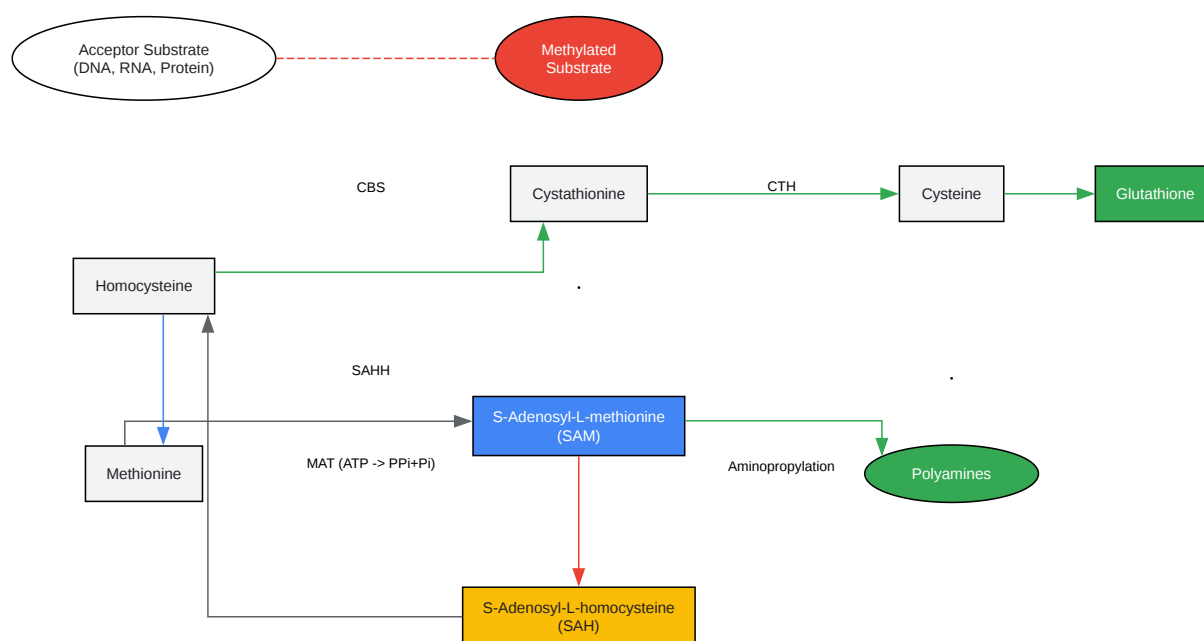 Acceptor Substrate
(DNA, RNA, Protein)
Methylated
Substrate
CBS
Cystathionine
CTH
Cysteine
Glutathione
Homocysteine
SAHH
S-Adenosyl-L-methionine
(SAM)
MAT (ATP -> PPi+Pi)
Methionine
Aminopropylation
Polyamines
S-Adenosyl-L-homocysteine
(SAH)